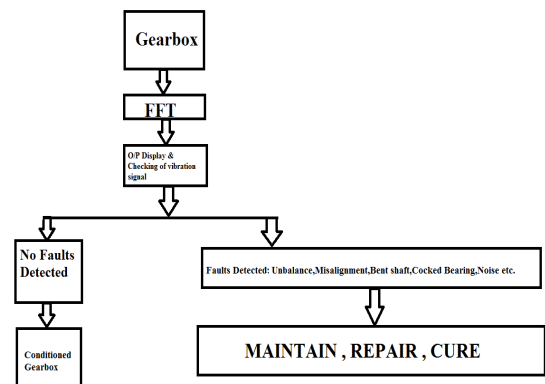 Gearbox
FFT
O/P Display &
Checking of vibration
signal
No Faults
Detected
Faults Detected: Unbalance,Misalignment,Bent shaft,Cocked Bearing,Noise etc.
Conditioned
Gearbox
MAINTAIN , REPAIR , CURE